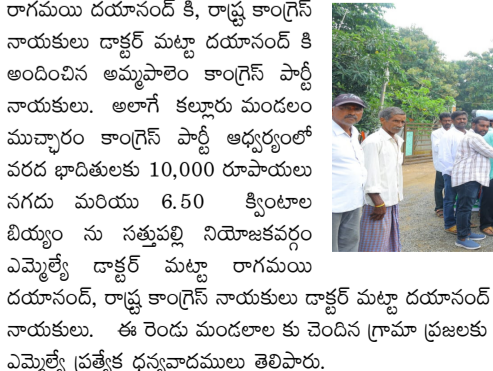 రాగమయి దయానంద్ కి, రాష్ట్ర కాంగ్రెస్
నాయకులు డాక్టర్ మట్టా దయానంద్ కి
అందించిన అమ్మపాలెం కాంగ్రెస్ పార్టీ
నాయకులు. అలాగే కల్లూరు మండలం
ముచ్చారం కాంగ్రెస్ పార్టీ ఆధ్వర్యంలో
వరద భాదితులకు 10,000 రూపాయలు
నగదు మరియు 6.50 క్వింటాల
బియ్యం ను సత్తుపల్లి నియోజకవర్గం
ఎమ్మెల్యే డాక్టర్ మట్టా రాగమయి
దయానంద్, రాష్ట్ర కాంగ్రెస్ నాయకులు డాక్టర్ మట్టా దయానంద్
నాయకులు. ఈ రెండు మండలాల కు చెందిన గ్రామా ప్రజలకు
ఎమ్మెల్యే ప్రత్యేక ధన్యవాదములు తెలిపారు.